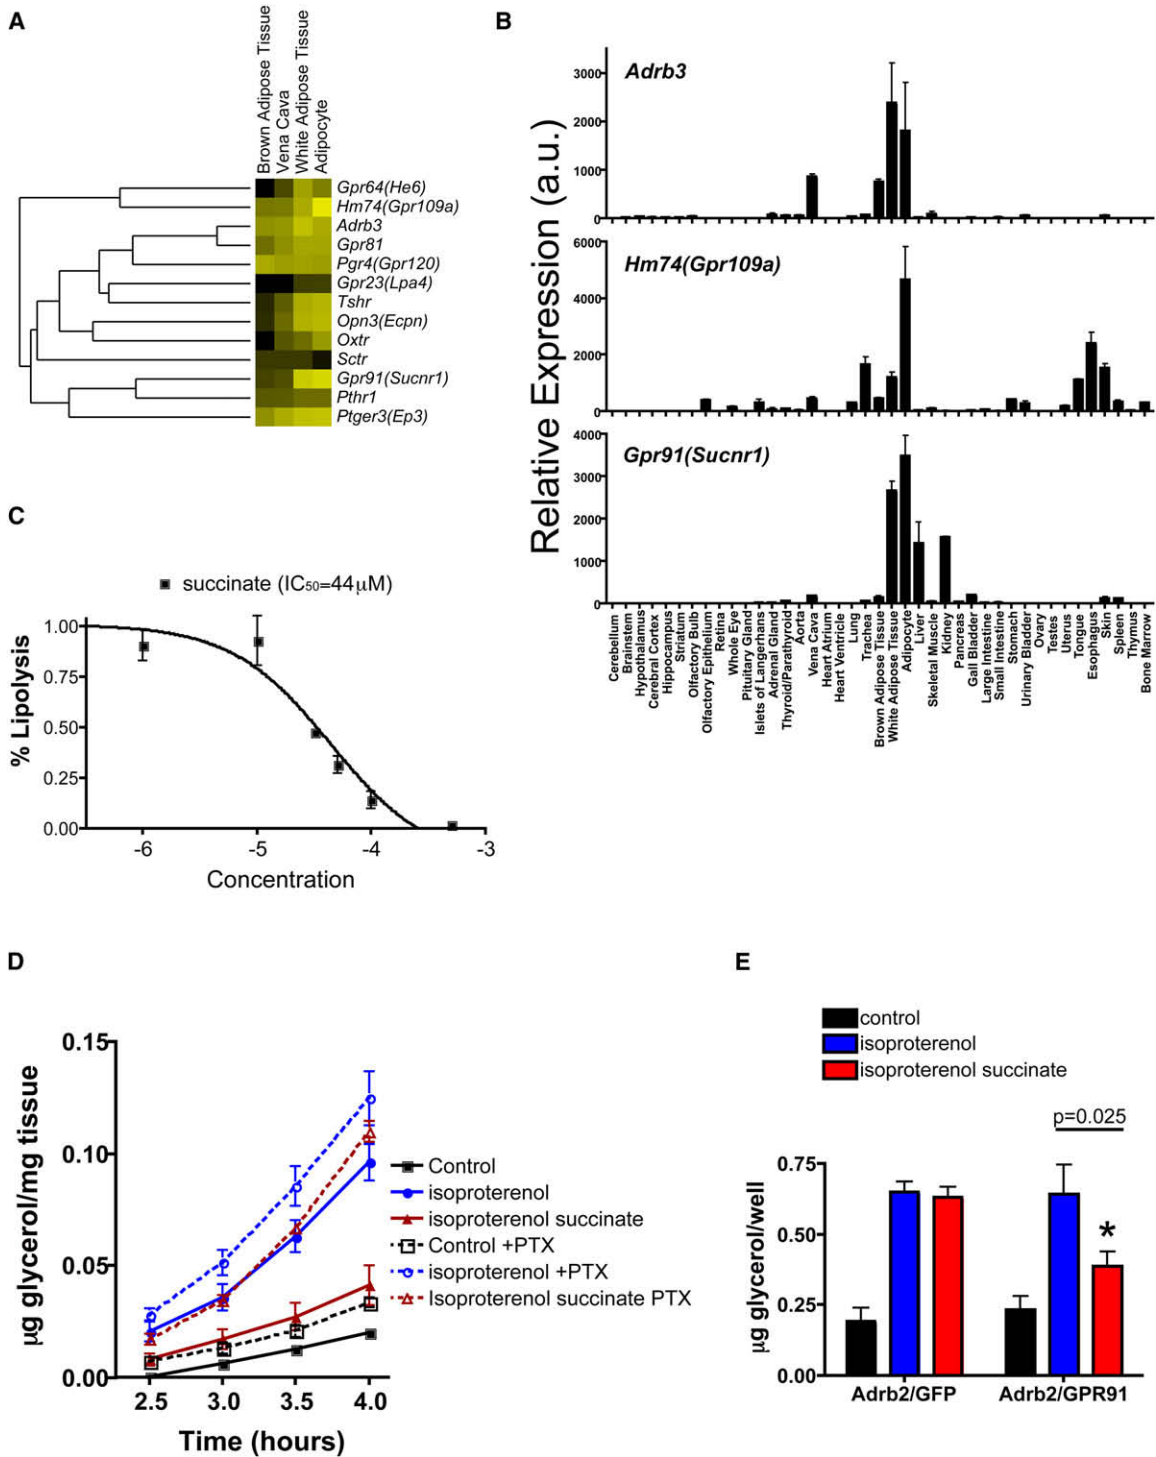 A
Brown Adipose Tissue
Vena Cava
White Adipose Tissue
Adipocyte
Gpr64(He6)
Hm74(Gpr109a)
Adrb3
Gpr81
Pgr4(Gpr120)
Gpr23(Lpa4)
Tshr
Opn3(Ecpn)
Oxtr
Sctr
Gpr91(Sucnr1)
Pthr1
Ptger3(Ep3)
B
Relative Expression (a.u.)
Adrb3
3000
2000
1000
0
Hm74(Gpr109a)
6000
4000
2000
0
Gpr91(Sucnr1)
4000
3000
2000
1000
0
Cerebellum
Brainstem
Hypothalamus
Cerebral Cortex
Hippocampus
Striatum
Olfactory Bulb
Olfactory Epithelium
Retina
Whole Eye
Pituitary Gland
Islets of Langerhans
Adrenal Gland
Thyroid/Parathyroid
Aorta
Vena Cava
Heart Atrium
Heart Ventricle
Lung
Trachea
Brown Adipose Tissue
White Adipose Tissue
Adipocyte
Liver
Skeletal Muscle
Kidney
Pancreas
Gall Bladder
Large Intestine
Small Intestine
Stomach
Urinary Bladder
Ovary
Testes
Uterus
Tongue
Esophagus
Skin
Spleen
Thymus
Bone Marrow
C
succinate (IC50=44µM)
% Lipolysis
1.00
0.75
0.50
0.25
0.00
-6 -5 -4 -3
Concentration
D
µg glycerol/mg tissue
0.15
0.10
0.05
0.00
2.5 3.0 3.5 4.0
Time (hours)
Control
isoproterenol
isoproterenol succinate
Control +PTX
isoproterenol +PTX
Isoproterenol succinate PTX
E
control
isoproterenol
isoproterenol succinate
p=0.025
*
µg glycerol/well
0.75
0.50
0.25
0.00
Adrb2/GFP Adrb2/GPR91